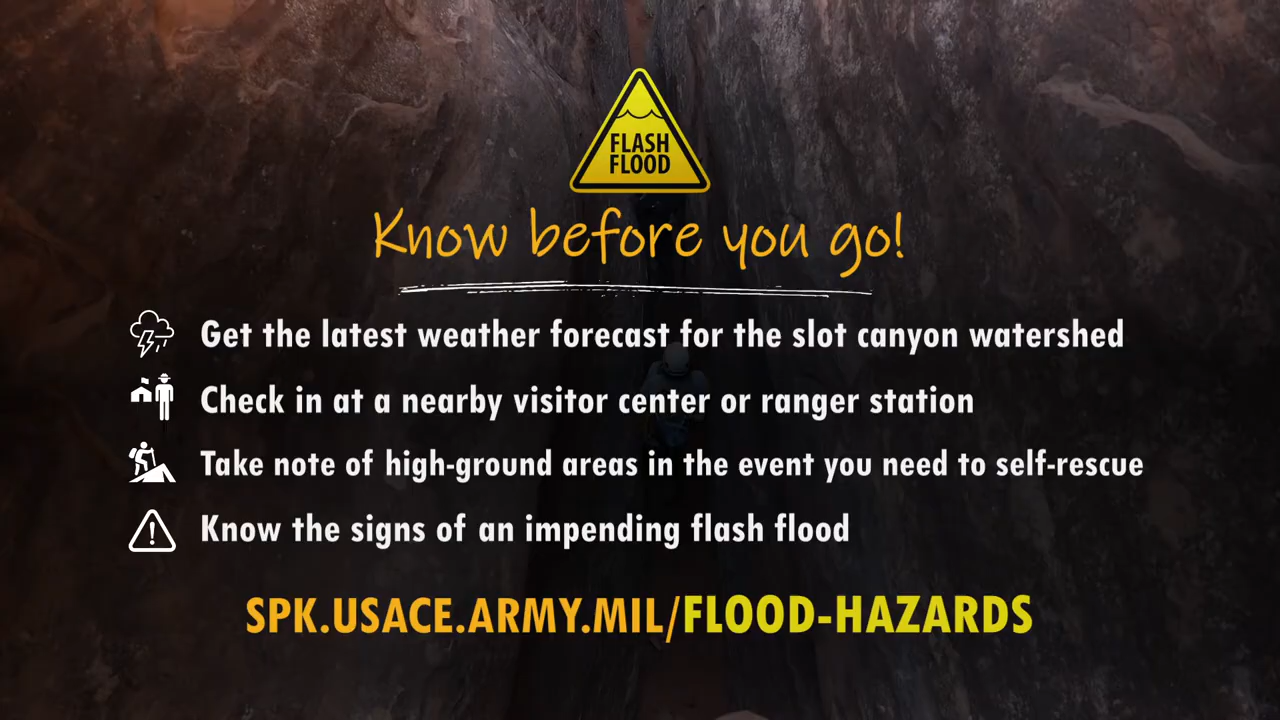 FLASH
FLOOD
Know before you go!
Get the latest weather forecast for the slot canyon watershed
Check in at a nearby visitor center or ranger station
Take note of high-ground areas in the event you need to self-rescue
Know the signs of an impending flash flood
SPK.USACE.ARMY.MIL/FLOOD-HAZARDS